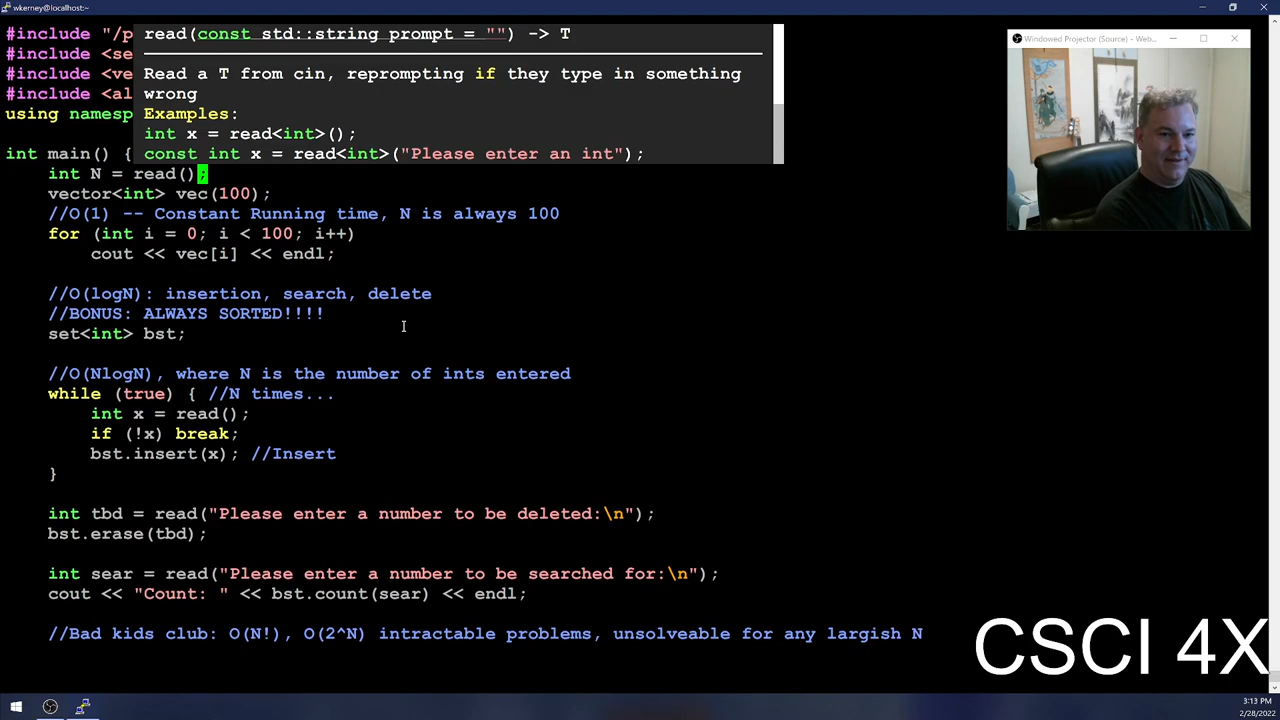 wkerney@localhost:~
#include "/p
#include <se
#include <ve
#include <al
using namesp
read(const std::string prompt = "") -> T
Read a T from cin, reprompting if they type in something
wrong
Examples:
int x = read<int>();
const int x = read<int>("Please enter an int");
Windowed Projector (Source) - Web...
int main() {
int N = read();
vector<int> vec(100);
//O(1) -- Constant Running time, N is always 100
for (int i = 0; i < 100; i++)
cout << vec[i] << endl;
//O(logN): insertion, search, delete
//BONUS: ALWAYS SORTED!!!!
set<int> bst;
//O(NlogN), where N is the number of ints entered
while (true) { //N times...
int x = read();
if (!x) break;
bst.insert(x); //Insert
}
int tbd = read("Please enter a number to be deleted:\n");
bst.erase(tbd);
int sear = read("Please enter a number to be searched for:\n");
cout << "Count: " << bst.count(sear) << endl;
//Bad kids club: O(N!), O(2^N) intractable problems, unsolveable for any largish N
CSCI 4X
3:13 PM
2/28/2022